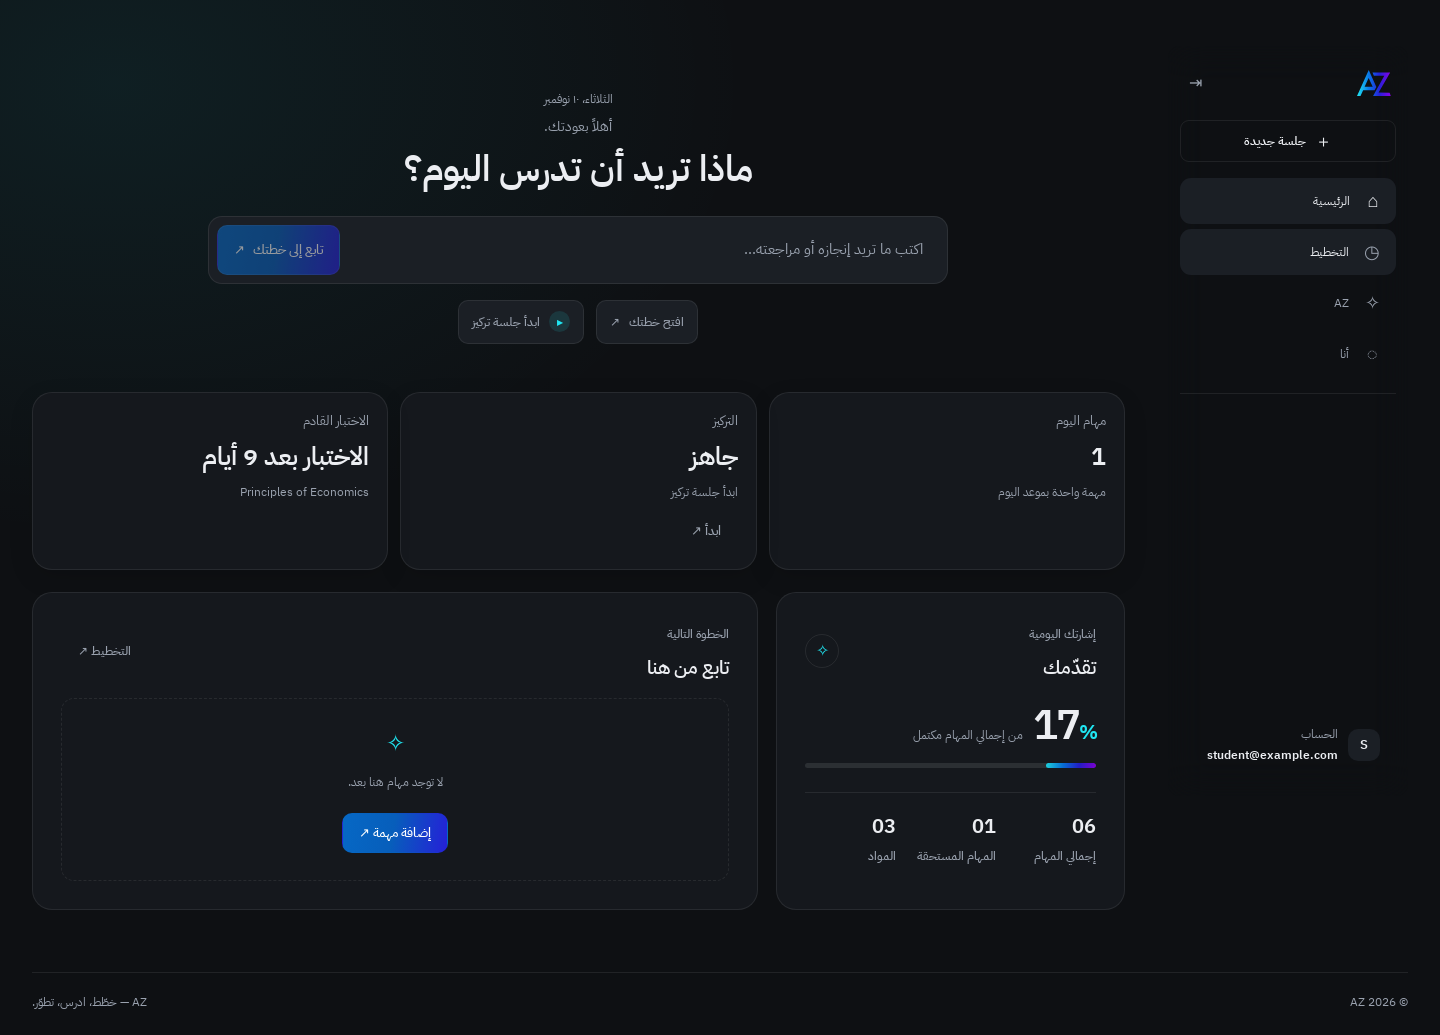 AZ
جلسة جديدة
الرئيسية
التخطيط
AZ
أنا
الحساب
S
student@example.com
الثلاثاء، ١٠ نوفمبر
أهلاً بعودتك.
ماذا تريد أن تدرس اليوم؟
اكتب ما تريد إنجازه أو مراجعته...
تابع إلى خطتك ↗
افتح خطتك ↗
ابدأ جلسة تركيز
مهام اليوم
1
مهمة واحدة بموعد اليوم
التركيز
جاهز
ابدأ جلسة تركيز
ابدأ ↗
الاختبار القادم
الاختبار بعد 9 أيام
Principles of Economics
إشارتك اليومية
تقدّمك
17%
من إجمالي المهام مكتمل
06
إجمالي المهام
01
المهام المستحقة
03
المواد
الخطوة التالية
تابع من هنا
التخطيط ↗
لا توجد مهام هنا بعد.
إضافة مهمة ↗
© 2026 AZ
AZ — خطّط، ادرس، تطوّر.